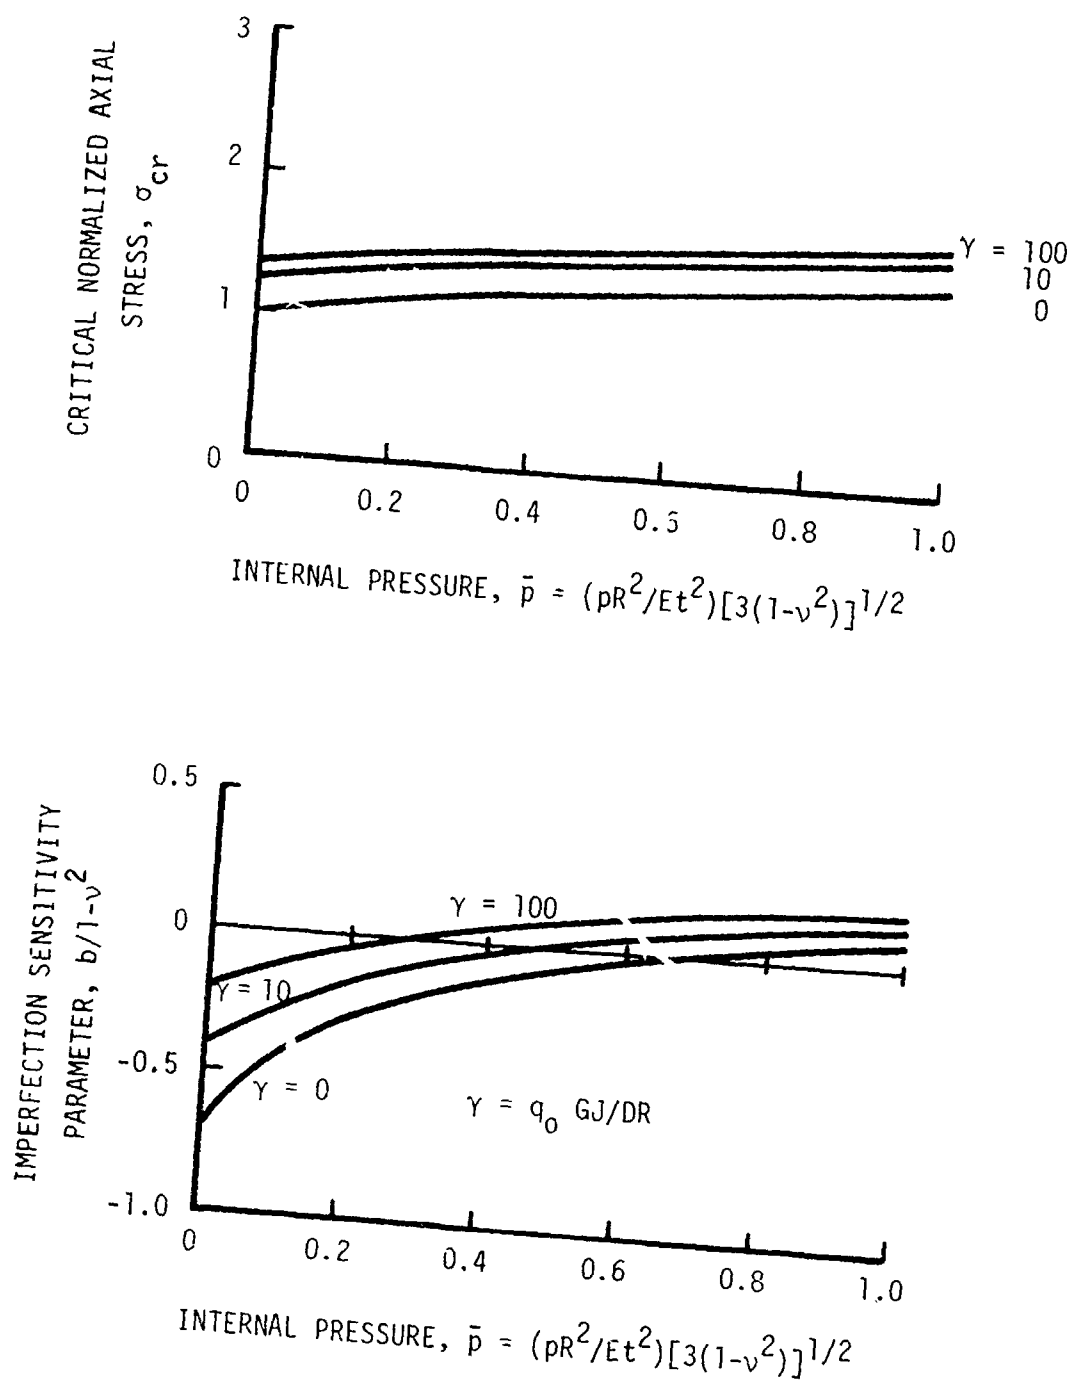 3
CRITICAL NORMALIZED AXIAL
STRESS, σcr
2
1
0
γ = 100
10
0
0 0.2 0.4 0.6 0.8 1.0
INTERNAL PRESSURE, p̄ = (pR²/Et²)[3(1-ν²)]^1/2
0.5
IMPERFECTION SENSITIVITY
PARAMETER, b/1-ν²
0
-0.5
-1.0
γ = 100
γ = 10
γ = 0
γ = qo GJ/DR
0 0.2 0.4 0.6 0.8 1.0
INTERNAL PRESSURE, p̄ = (pR²/Et²)[3(1-ν²)]^1/2